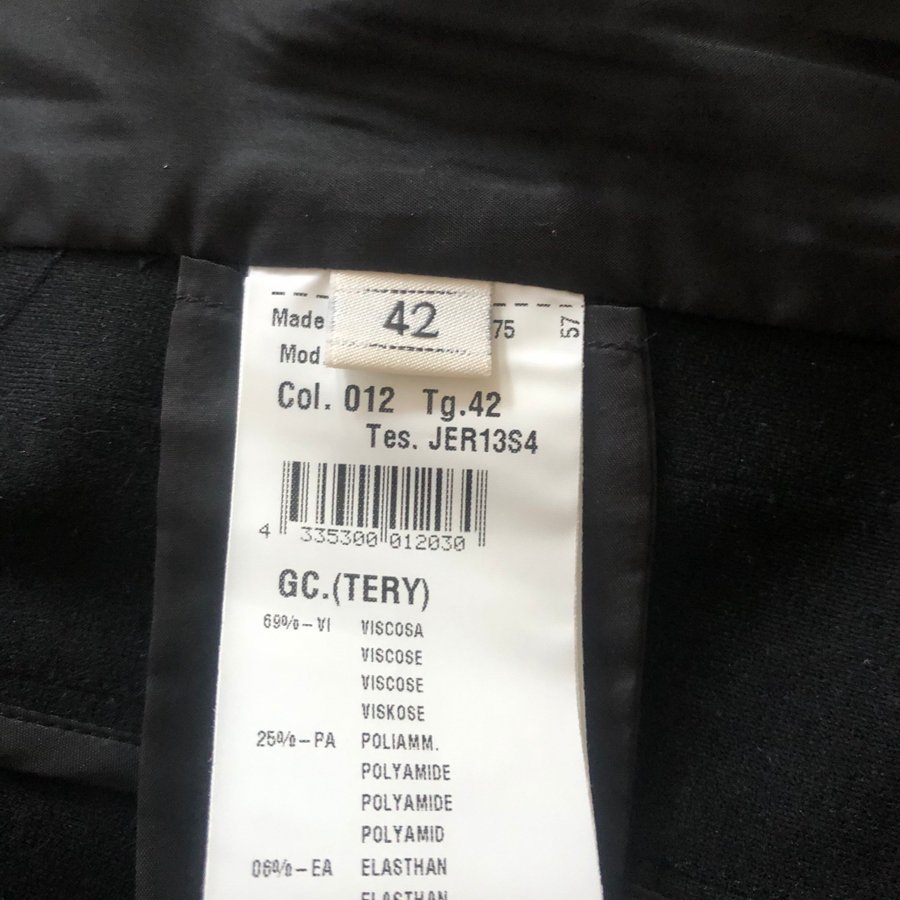 42
Made
75
57
Mod
Col. 012 Tg.42
Tes. JER13S4
4 335300 012030
GC.(TERY)
69%-VI VISCOSA
VISCOSE
VISCOSE
VISKOSE
25%-PA POLIAMM.
POLYAMIDE
POLYAMIDE
POLYAMID
06%-EA ELASTHAN
ELASTHAN